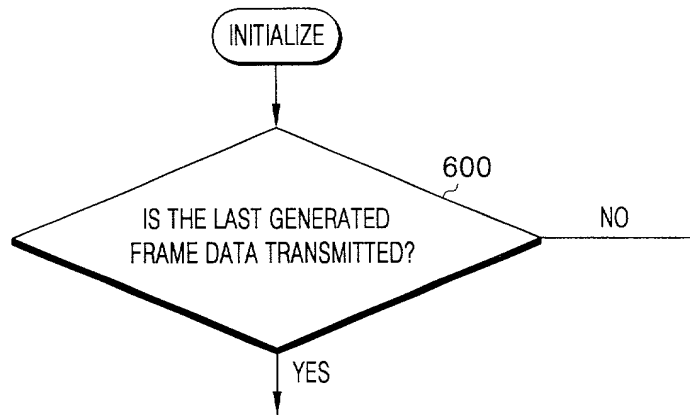 INITIALIZE
600
IS THE LAST GENERATED
FRAME DATA TRANSMITTED?
NO
YES